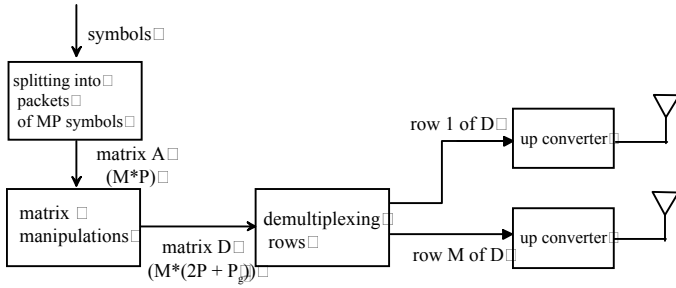 symbols
splitting into
packets
of MP symbols
matrix A
(M*P)
matrix
manipulations
matrix D
(M*(2P + Pg))
demultiplexing
rows
row 1 of D
up converter
row M of D
up converter